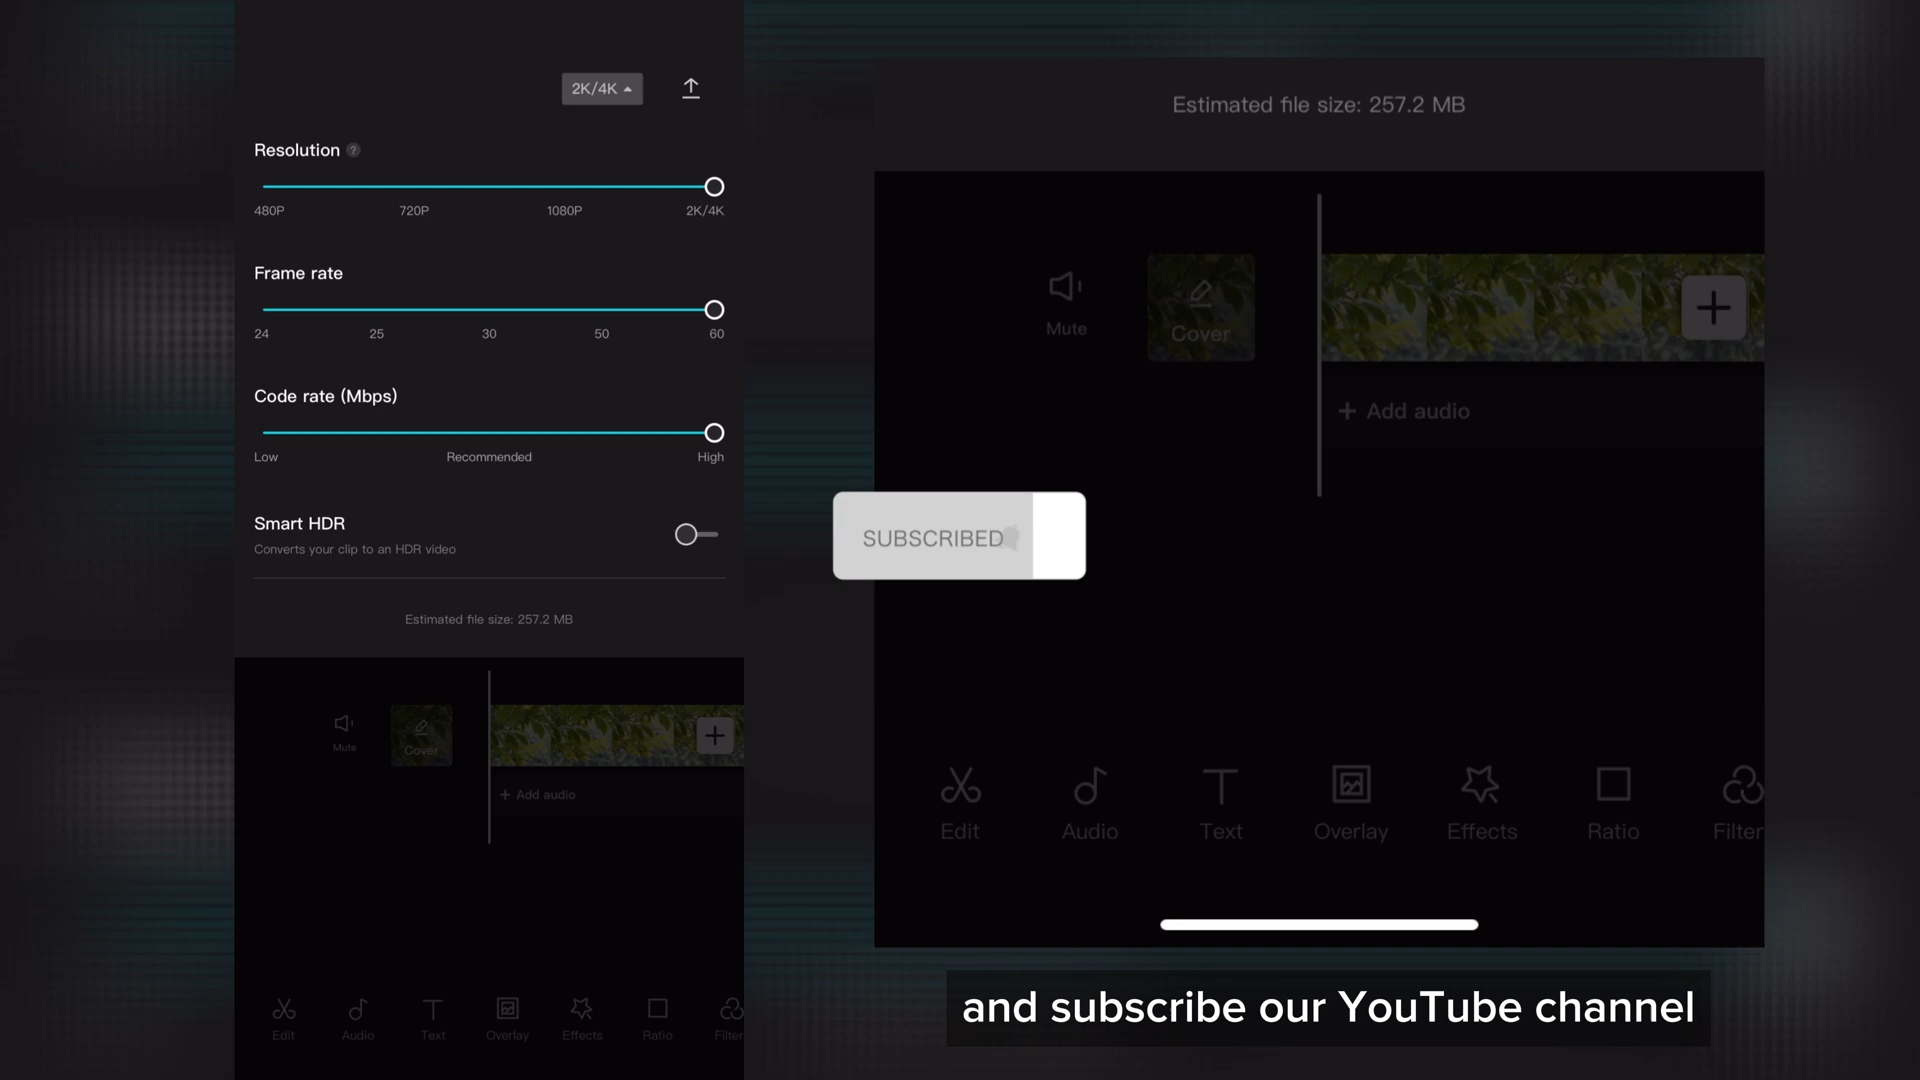 2K/4K
Resolution ?
480P 720P 1080P 2K/4K
Frame rate
24 25 30 50 60
Code rate (Mbps)
Low Recommended High
Smart HDR
Converts your clip to an HDR video
Estimated file size: 257.2 MB
Mute Cover
+ Add audio
Edit Audio Text Overlay Effects Ratio Filter
Estimated file size: 257.2 MB
Mute Cover
+ Add audio
SUBSCRIBED
Edit Audio Text Overlay Effects Ratio Filter
and subscribe our YouTube channel